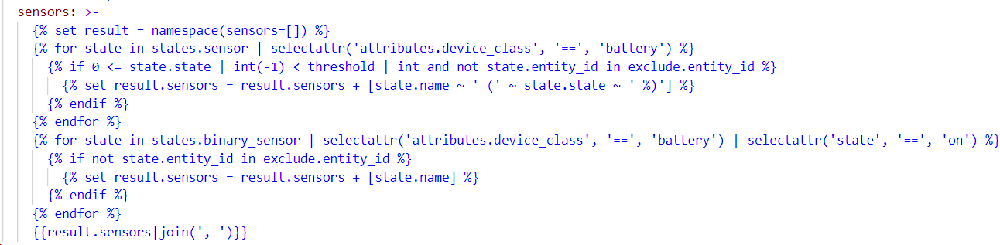 sensors: >-
{% set result = namespace(sensors=[]) %}
{% for state in states.sensor | selectattr('attributes.device_class', '==', 'battery') %}
{% if 0 <= state.state | int(-1) < threshold | int and not state.entity_id in exclude.entity_id %}
{% set result.sensors = result.sensors + [state.name ~ ' (' ~ state.state ~ ' %)'] %}
{% endif %}
{% endfor %}
{% for state in states.binary_sensor | selectattr('attributes.device_class', '==', 'battery') | selectattr('state', '==', 'on') %}
{% if not state.entity_id in exclude.entity_id %}
{% set result.sensors = result.sensors + [state.name] %}
{% endif %}
{% endfor %}
{{result.sensors|join(', ')}}